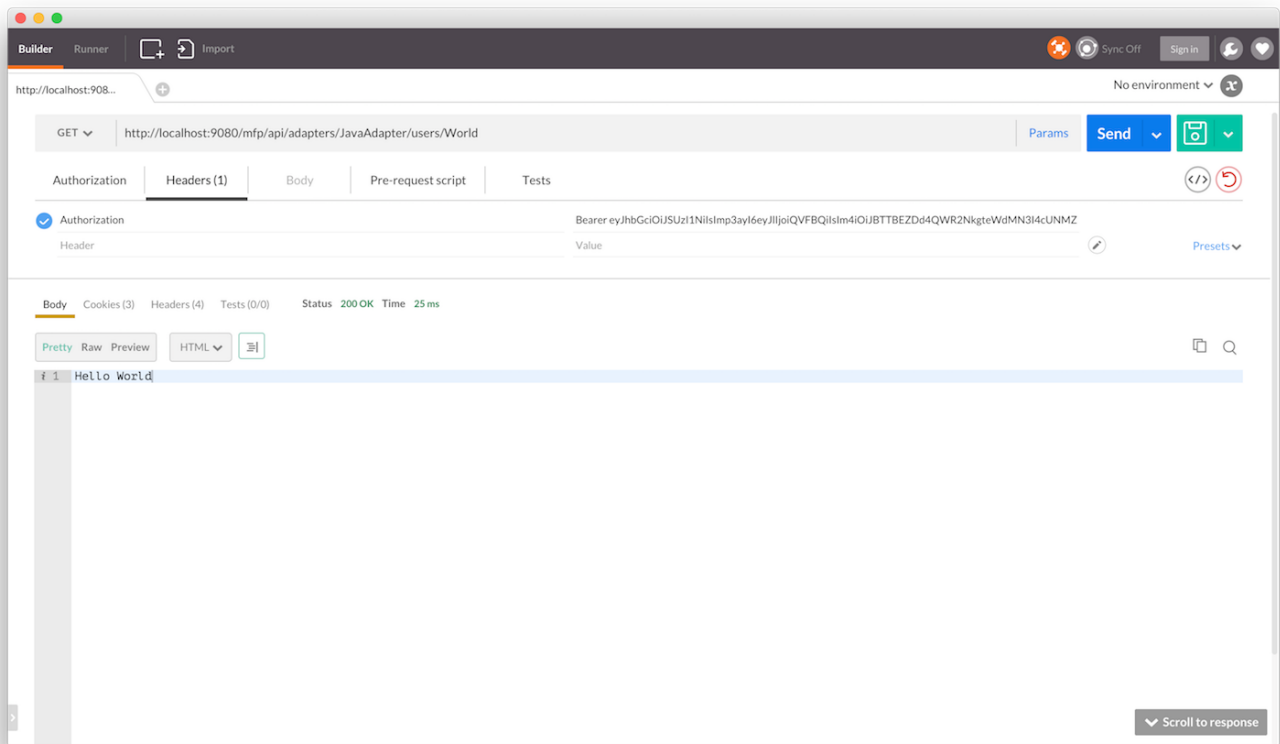 Builder Runner Import Sync Off Sign in
http://localhost:908... No environment
GET http://localhost:9080/mfp/api/adapters/JavaAdapter/users/World Params Send
Authorization Headers (1) Body Pre-request script Tests
Authorization Bearer eyJhbGciOiJSUzI1NiIsImp3ayI6eyJlIjoiQVFBQiIsIm4iOiJBTTBEZDd4QWR2NkgteWdMN3I4cUNMZ
Header Value Presets
Body Cookies (3) Headers (4) Tests (0/0) Status 200 OK Time 25 ms
Pretty Raw Preview HTML
i 1 Hello World
Scroll to response